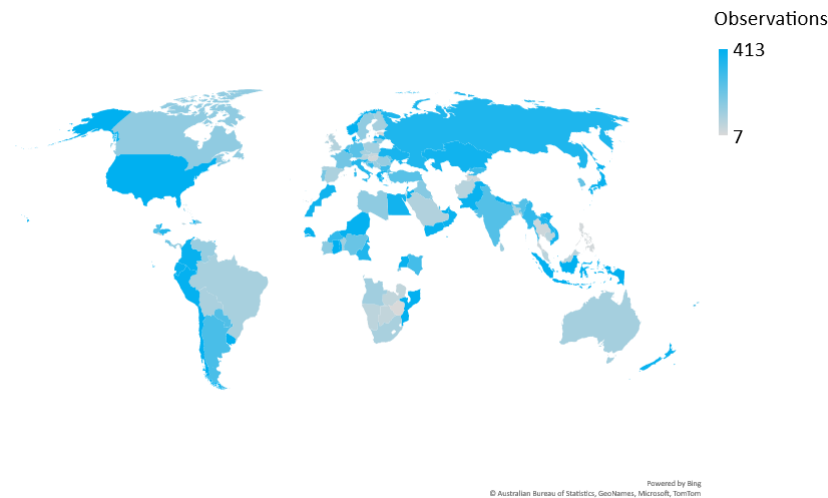 Observations
413
7
Powered by Bing
© Australian Bureau of Statistics, GeoNames, Microsoft, TomTom